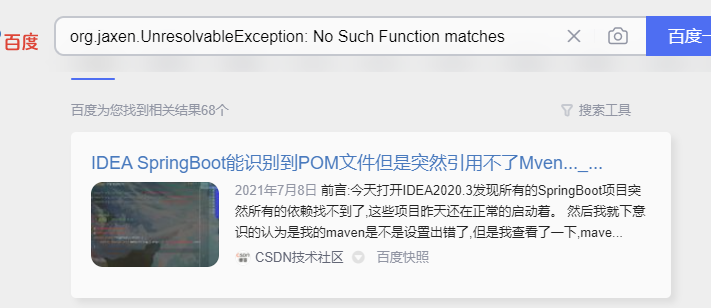 百度
org.jaxen.UnresolvableException: No Such Function matches
百度一
百度为您找到相关结果68个
搜索工具
IDEA SpringBoot能识别到POM文件但是突然引用不了Mven..._...
2021年7月8日 前言:今天打开IDEA2020.3发现所有的SpringBoot项目突
然所有的依赖找不到了,这些项目昨天还在正常的启动着。 然后我就下意
识的认为是我的maven是不是设置出错了,但是我查看了一下,mave...
CSDN技术社区
百度快照